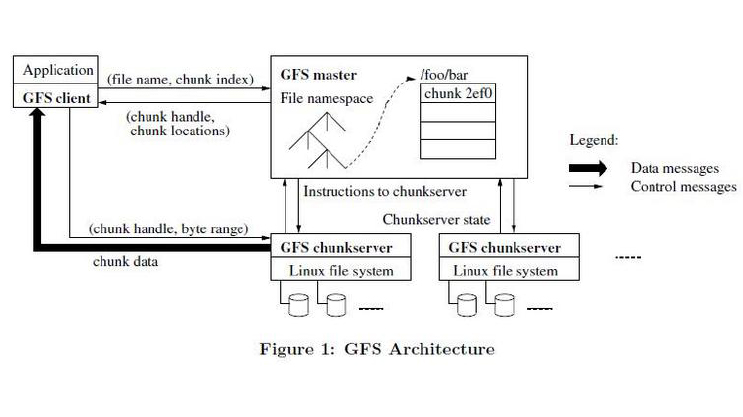 Application
GFS client
(file name, chunk index)
(chunk handle,
chunk locations)
GFS master
File namespace
/foo/bar
chunk 2ef0
Legend:
Data messages
Control messages
Instructions to chunkserver
Chunkserver state
(chunk handle, byte range)
chunk data
GFS chunkserver
Linux file system
GFS chunkserver
Linux file system
Figure 1: GFS Architecture